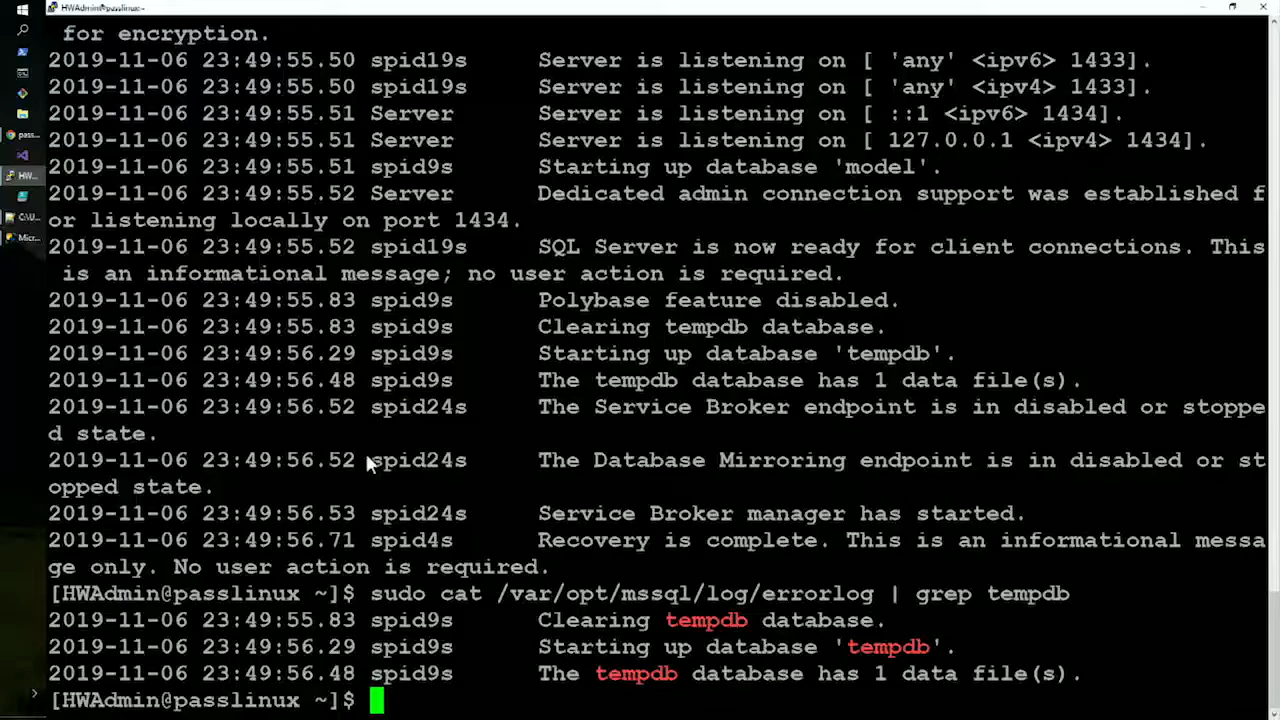 HWAdmin@passlinux:~
for encryption.
2019-11-06 23:49:55.50 spid19s     Server is listening on [ 'any' <ipv6> 1433].
2019-11-06 23:49:55.50 spid19s     Server is listening on [ 'any' <ipv4> 1433].
2019-11-06 23:49:55.51 Server      Server is listening on [ ::1 <ipv6> 1434].
2019-11-06 23:49:55.51 Server      Server is listening on [ 127.0.0.1 <ipv4> 1434].
2019-11-06 23:49:55.51 spid9s      Starting up database 'model'.
2019-11-06 23:49:55.52 Server      Dedicated admin connection support was established f
or listening locally on port 1434.
2019-11-06 23:49:55.52 spid19s     SQL Server is now ready for client connections. This
is an informational message; no user action is required.
2019-11-06 23:49:55.83 spid9s      Polybase feature disabled.
2019-11-06 23:49:55.83 spid9s      Clearing tempdb database.
2019-11-06 23:49:56.29 spid9s      Starting up database 'tempdb'.
2019-11-06 23:49:56.48 spid9s      The tempdb database has 1 data file(s).
2019-11-06 23:49:56.52 spid24s     The Service Broker endpoint is in disabled or stoppe
d state.
2019-11-06 23:49:56.52 spid24s     The Database Mirroring endpoint is in disabled or st
opped state.
2019-11-06 23:49:56.53 spid24s     Service Broker manager has started.
2019-11-06 23:49:56.71 spid4s      Recovery is complete. This is an informational messa
ge only. No user action is required.
[HWAdmin@passlinux ~]$ sudo cat /var/opt/mssql/log/errorlog | grep tempdb
2019-11-06 23:49:55.83 spid9s      Clearing tempdb database.
2019-11-06 23:49:56.29 spid9s      Starting up database 'tempdb'.
2019-11-06 23:49:56.48 spid9s      The tempdb database has 1 data file(s).
[HWAdmin@passlinux ~]$
pass...
HW...
C:\U...
Micr...